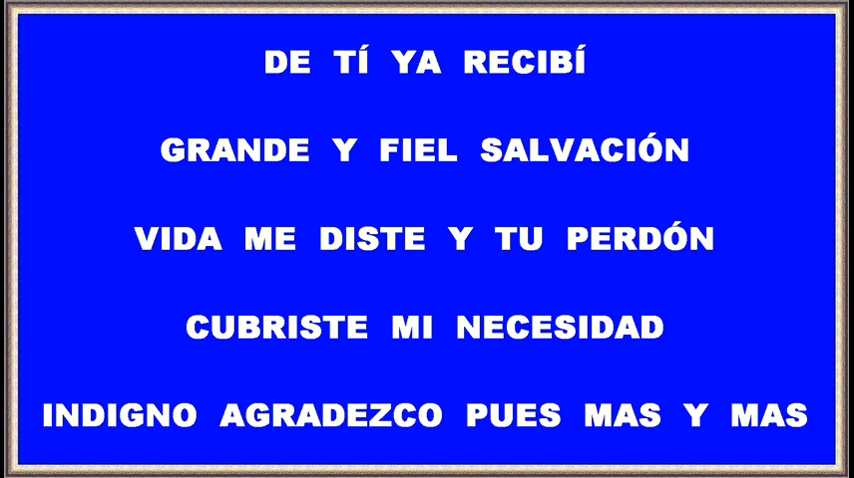 DE TÍ YA RECIBÍ
GRANDE Y FIEL SALVACIÓN
VIDA ME DISTE Y TU PERDÓN
CUBRISTE MI NECESIDAD
INDIGNO AGRADEZCO PUES MAS Y MAS